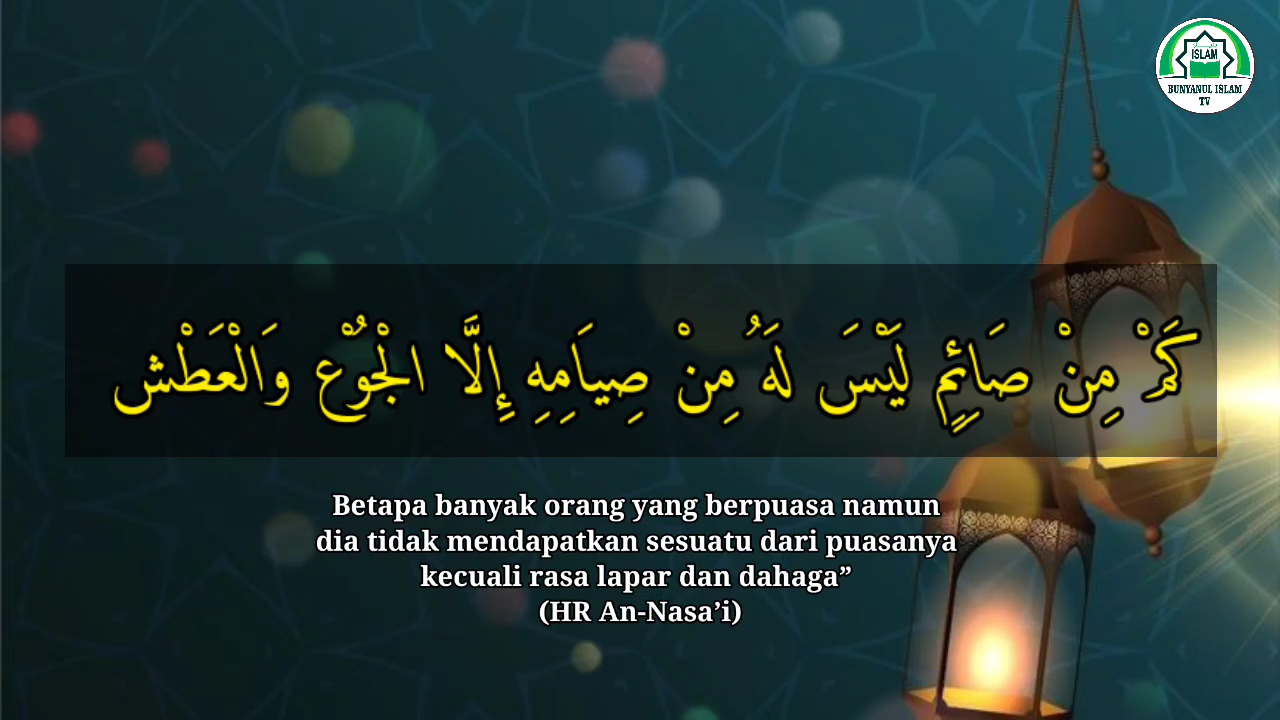 ISLAM
BUNYANUL ISLAM
TV
كَمْ مِنْ صَائِمٍ لَيْسَ لَهُ مِنْ صِيَامِهِ إِلَّا الْجُوْع وَالْعَطْش
Betapa banyak orang yang berpuasa namun
dia tidak mendapatkan sesuatu dari puasanya
kecuali rasa lapar dan dahaga”
(HR An-Nasa’i)